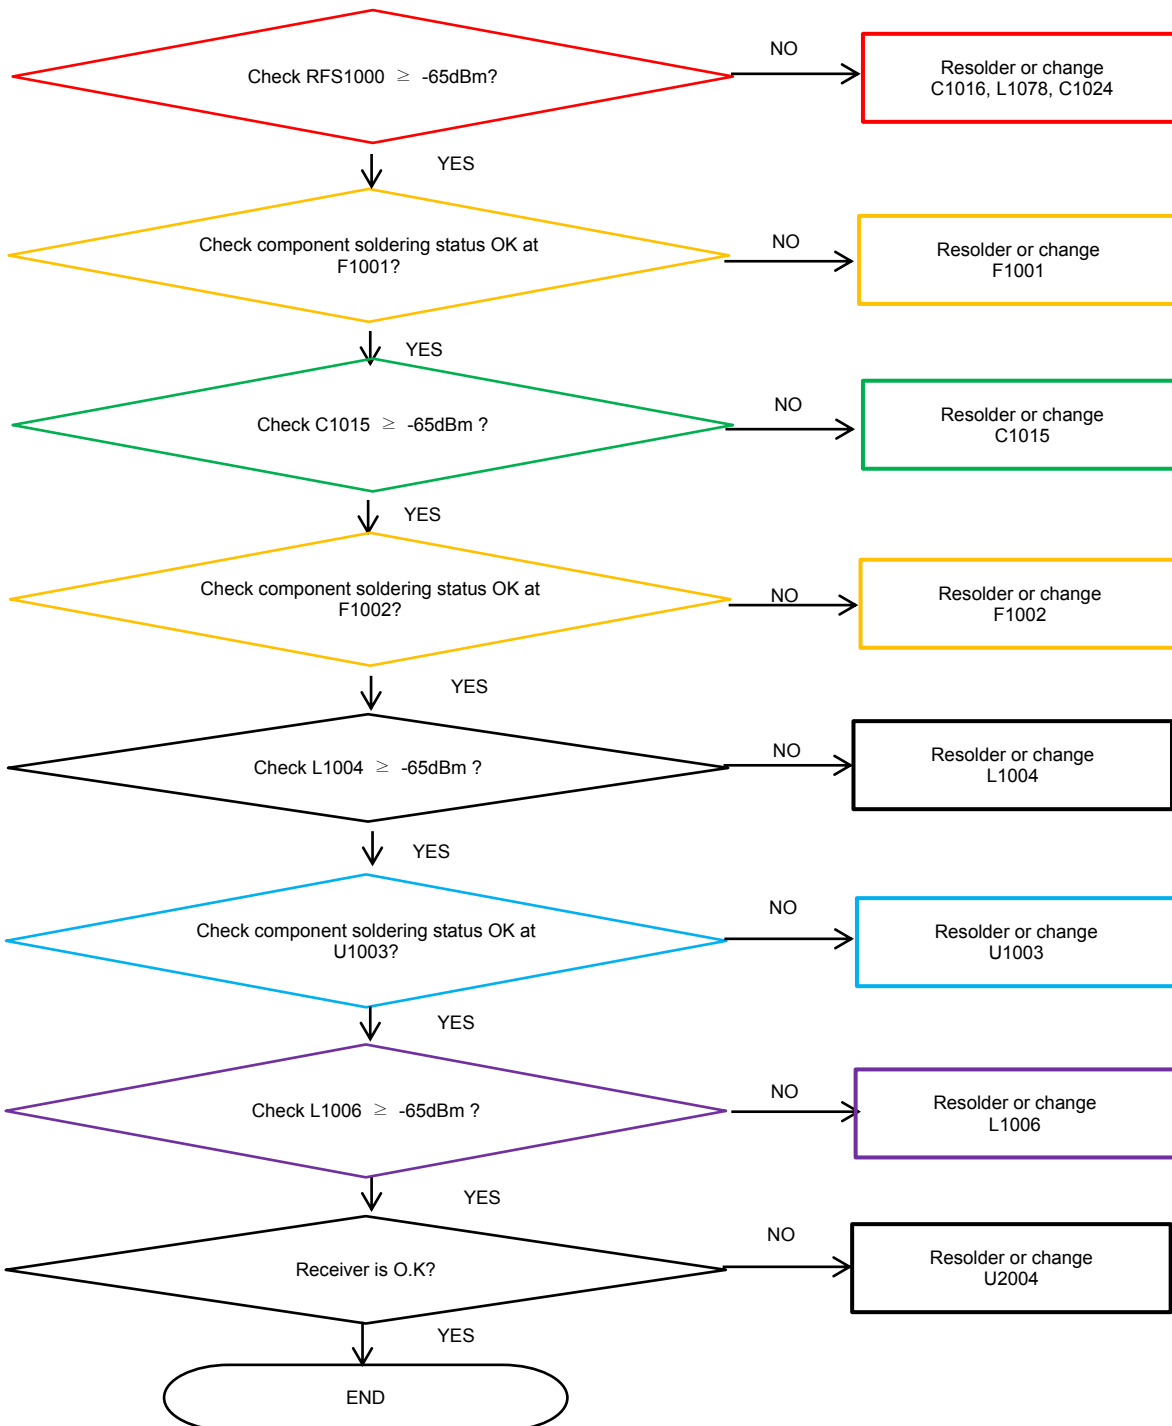 Check RFS1000 ≥ -65dBm?
NO
Resolder or change
C1016, L1078, C1024
YES
Check component soldering status OK at
F1001?
NO
Resolder or change
F1001
YES
Check C1015 ≥ -65dBm ?
NO
Resolder or change
C1015
YES
Check component soldering status OK at
F1002?
NO
Resolder or change
F1002
YES
Check L1004 ≥ -65dBm ?
NO
Resolder or change
L1004
YES
Check component soldering status OK at
U1003?
NO
Resolder or change
U1003
YES
Check L1006 ≥ -65dBm ?
NO
Resolder or change
L1006
YES
Receiver is O.K?
NO
Resolder or change
U2004
YES
END